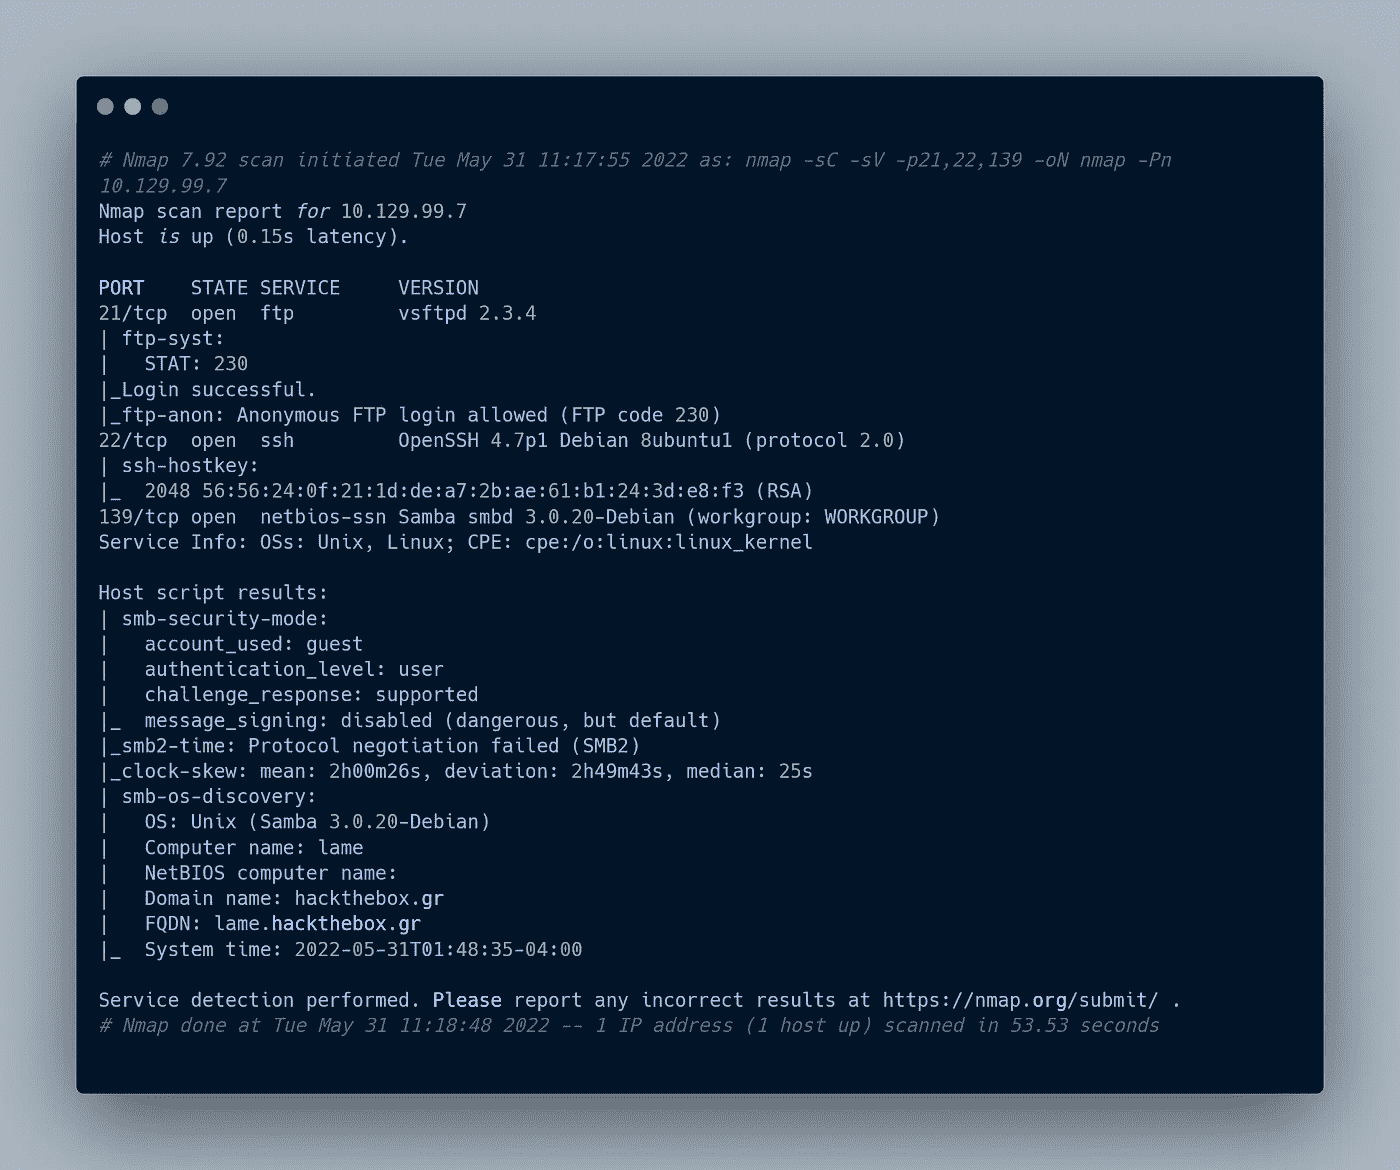 # Nmap 7.92 scan initiated Tue May 31 11:17:55 2022 as: nmap -sC -sV -p21,22,139 -oN nmap -Pn
10.129.99.7
Nmap scan report for 10.129.99.7
Host is up (0.15s latency).

PORT    STATE SERVICE     VERSION
21/tcp  open  ftp         vsftpd 2.3.4
| ftp-syst:
|   STAT: 230
|_Login successful.
|_ftp-anon: Anonymous FTP login allowed (FTP code 230)
22/tcp  open  ssh         OpenSSH 4.7p1 Debian 8ubuntu1 (protocol 2.0)
| ssh-hostkey:
|_  2048 56:56:24:0f:21:1d:de:a7:2b:ae:61:b1:24:3d:e8:f3 (RSA)
139/tcp open  netbios-ssn Samba smbd 3.0.20-Debian (workgroup: WORKGROUP)
Service Info: OSs: Unix, Linux; CPE: cpe:/o:linux:linux_kernel

Host script results:
| smb-security-mode:
|   account_used: guest
|   authentication_level: user
|   challenge_response: supported
|_  message_signing: disabled (dangerous, but default)
|_smb2-time: Protocol negotiation failed (SMB2)
|_clock-skew: mean: 2h00m26s, deviation: 2h49m43s, median: 25s
| smb-os-discovery:
|   OS: Unix (Samba 3.0.20-Debian)
|   Computer name: lame
|   NetBIOS computer name:
|   Domain name: hackthebox.gr
|   FQDN: lame.hackthebox.gr
|_  System time: 2022-05-31T01:48:35-04:00

Service detection performed. Please report any incorrect results at https://nmap.org/submit/ .
# Nmap done at Tue May 31 11:18:48 2022 -- 1 IP address (1 host up) scanned in 53.53 seconds